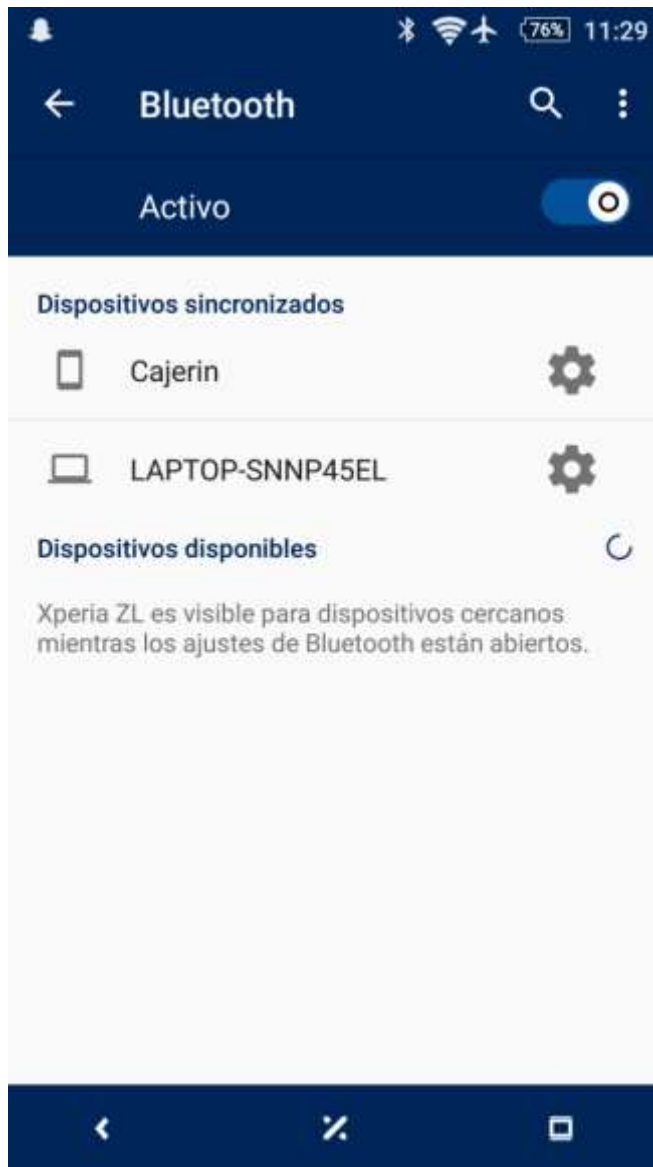 76% 11:29
Bluetooth
Activo
Dispositivos sincronizados
Cajerin
LAPTOP-SNNP45EL
Dispositivos disponibles
Xperia ZL es visible para dispositivos cercanos
mientras los ajustes de Bluetooth están abiertos.